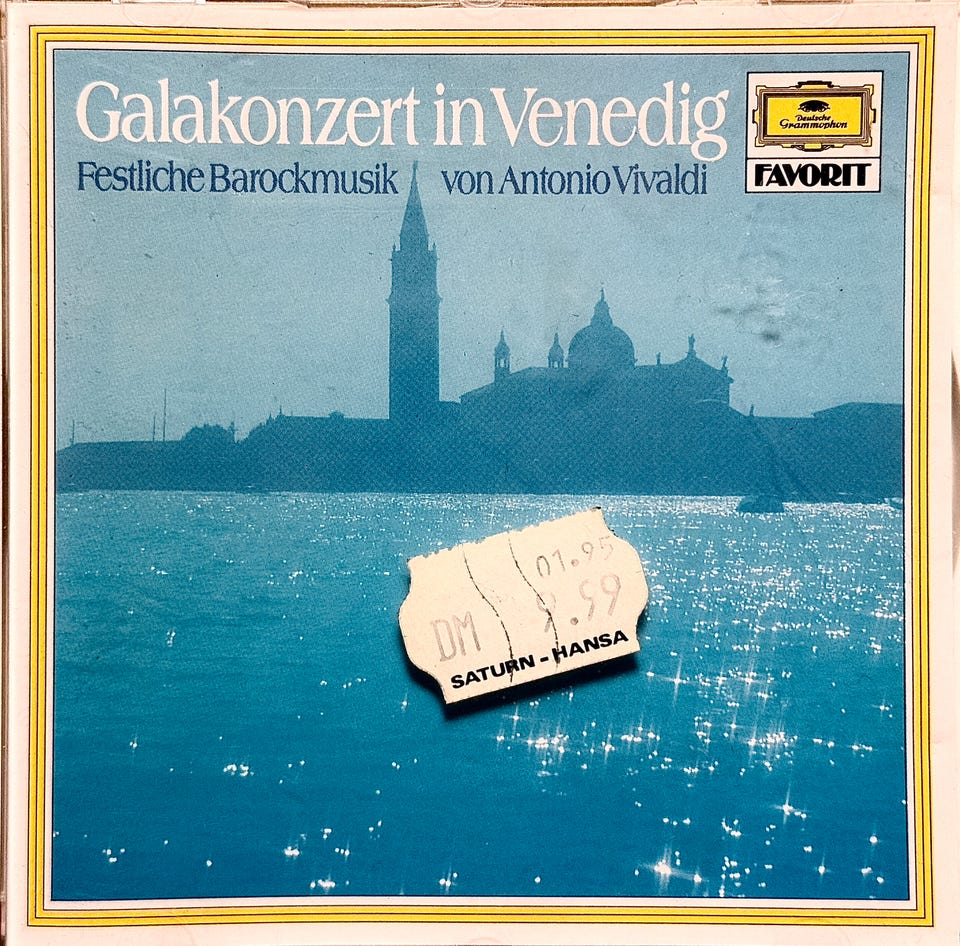 Galakonzert in Venedig
Festliche Barockmusik von Antonio Vivaldi
Deutsche
Grammophon
FAVORIT
01.95
DM 9.99
SATURN-HANSA